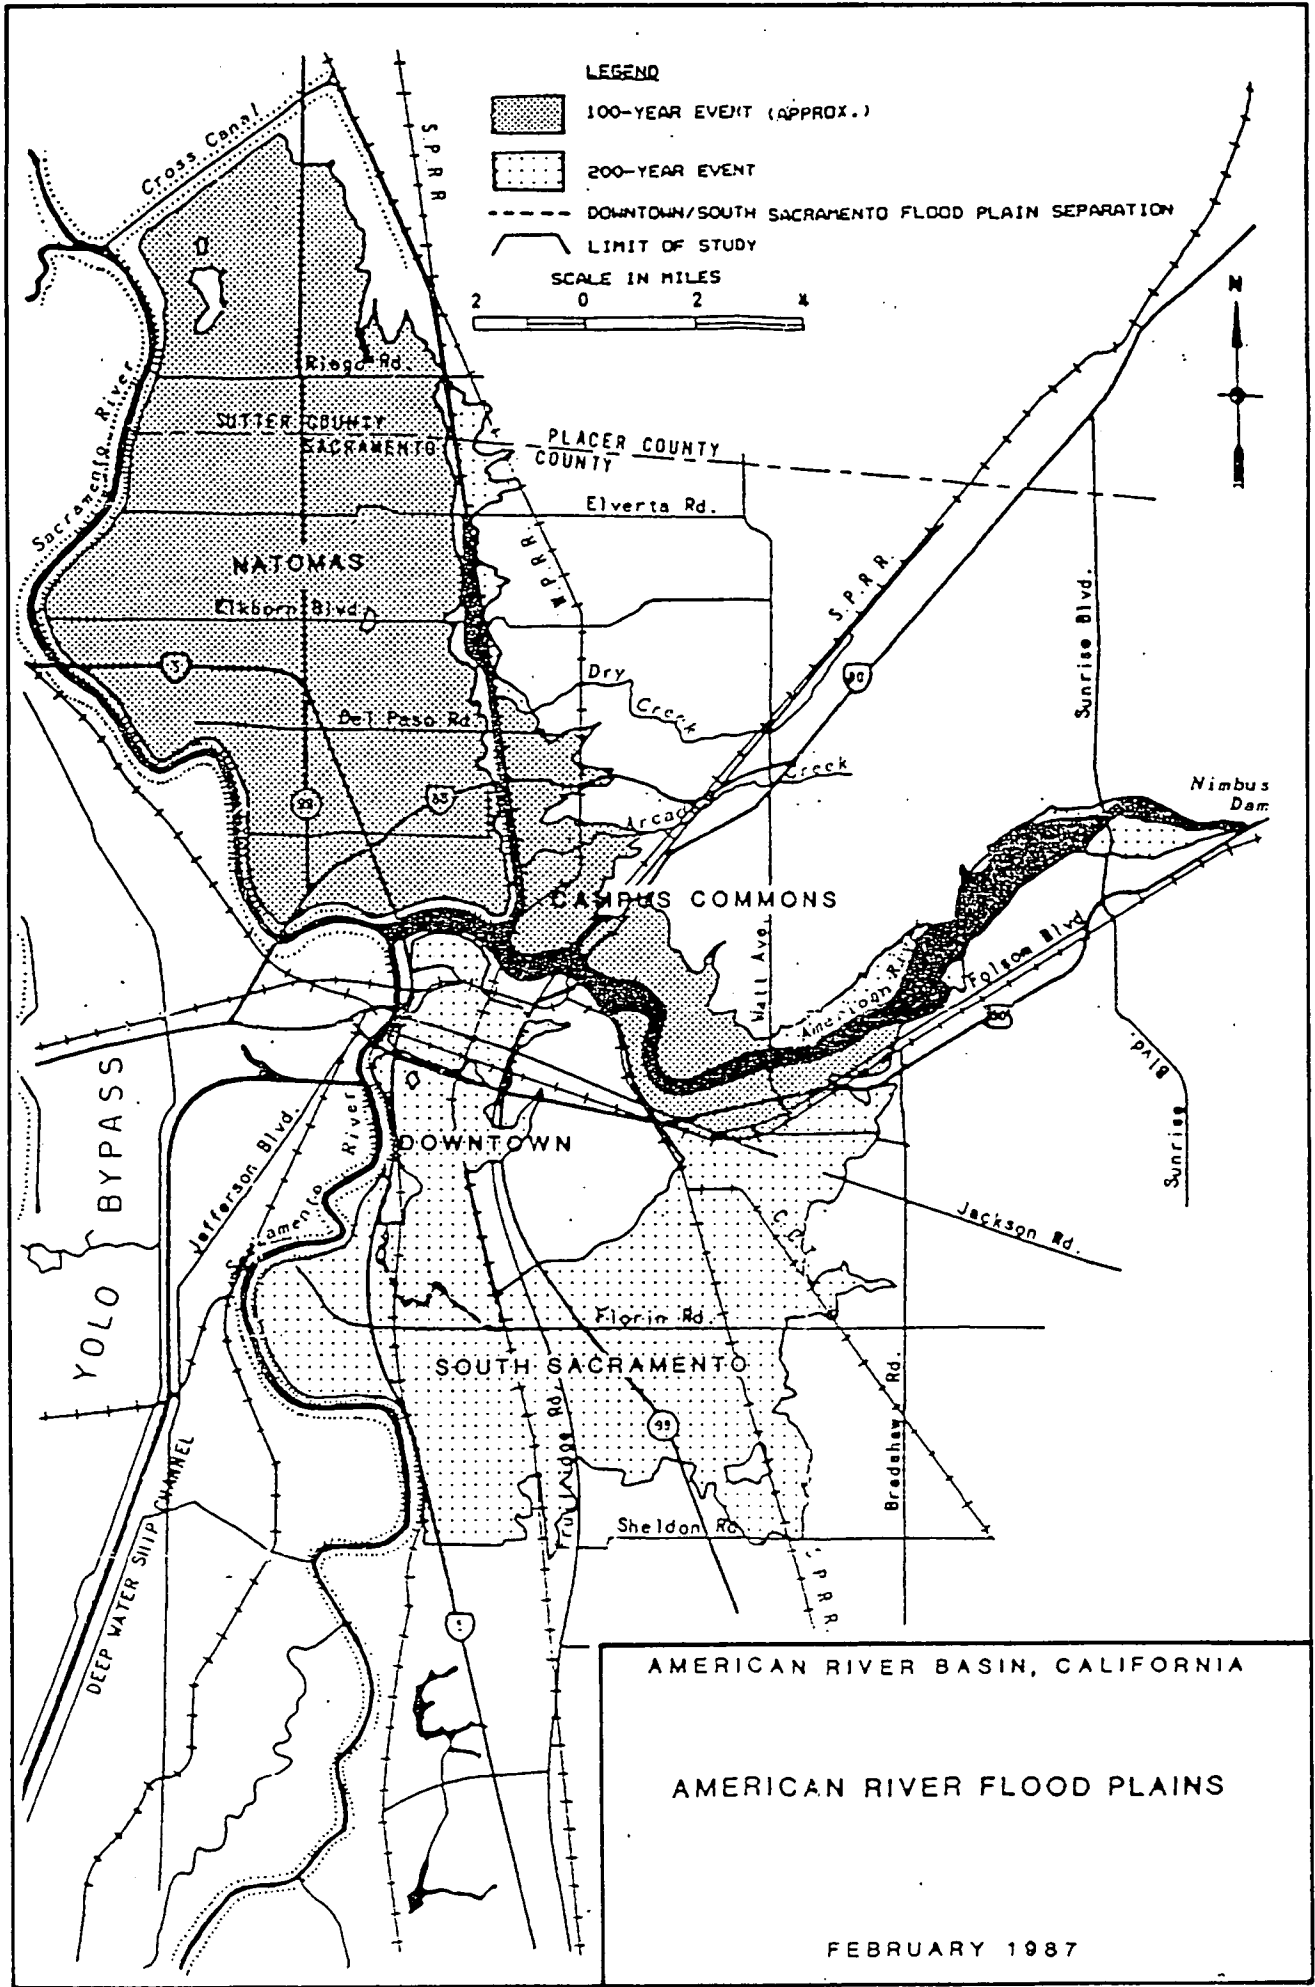 LEGEND
100-YEAR EVENT (APPROX.)
200-YEAR EVENT
DOWNTOWN/SOUTH SACRAMENTO FLOOD PLAIN SEPARATION
LIMIT OF STUDY
SCALE IN MILES
2 0 2 4
N
Cross Canal
S.P.R.R
Riego Rd.
Sacramento River
SUTTER COUNTY
SACRAMENTO
PLACER COUNTY
COUNTY
Elverta Rd.
NATOMAS
W.P.R.R.
Elkhorn Blvd
S.P.R.R.
Sunrise Blvd.
5
80
Dry
Creek
Del Paso Rd
99
Creek
Arcade
Nimbus
Dam
CAMPUS COMMONS
Watt Ave.
American River
Folsom Blvd
YOLO BYPASS
Jefferson Blvd.
Sacramento River
DOWNTOWN
Blvd
Sunrise
Jackson Rd.
Florin Rd.
SOUTH SACRAMENTO
Fruitridge Rd.
99
Bradshaw Rd
Sheldon Rd
S P R R
DEEP WATER SHIP CHANNEL
5
AMERICAN RIVER BASIN, CALIFORNIA
AMERICAN RIVER FLOOD PLAINS
FEBRUARY 1987